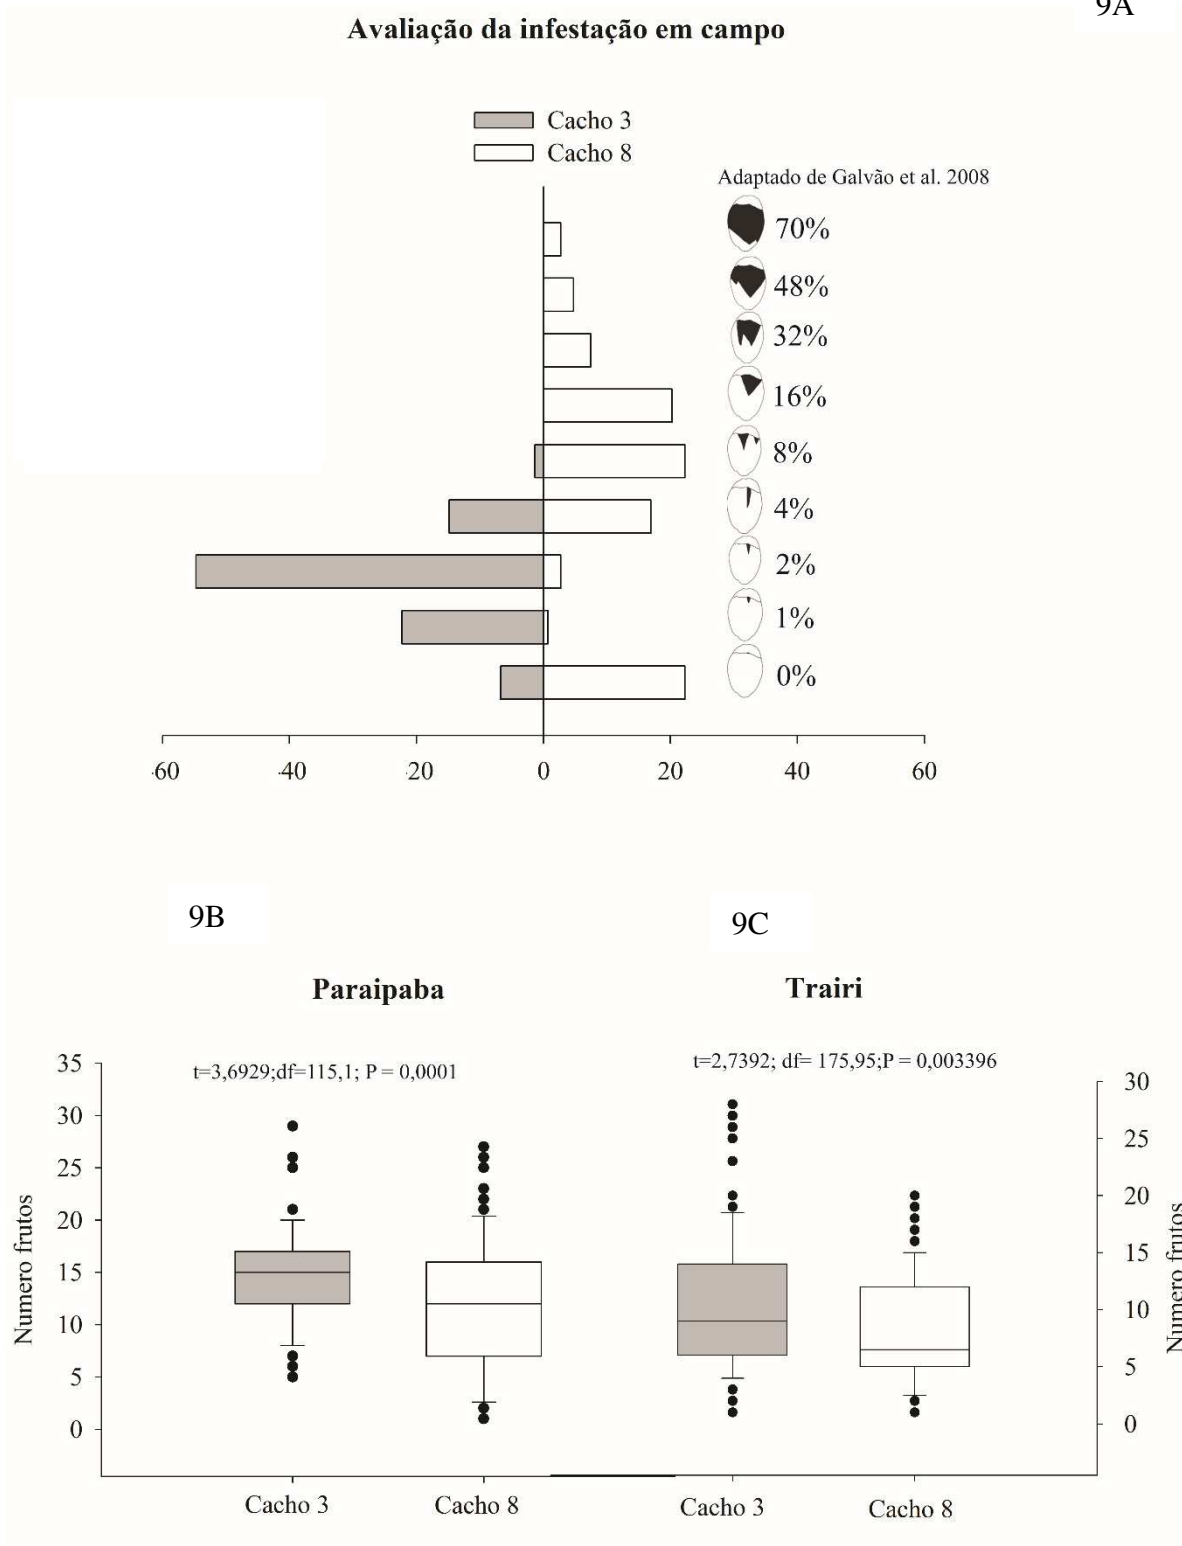 9A
Avaliação da infestação em campo
Cacho 3
Cacho 8
Adaptado de Galvão et al. 2008
70%
48%
32%
16%
8%
4%
2%
1%
0%
-60 -40 -20 0 20 40 60
9B
9C
Paraipaba
Trairi
t=3,6929;df=115,1; P = 0,0001
t=2,7392; df= 175,95;P = 0,003396
35
30
25
20
15
10
5
0
Numero frutos
30
25
20
15
10
5
0
Numero frutos
Cacho 3 Cacho 8
Cacho 3 Cacho 8